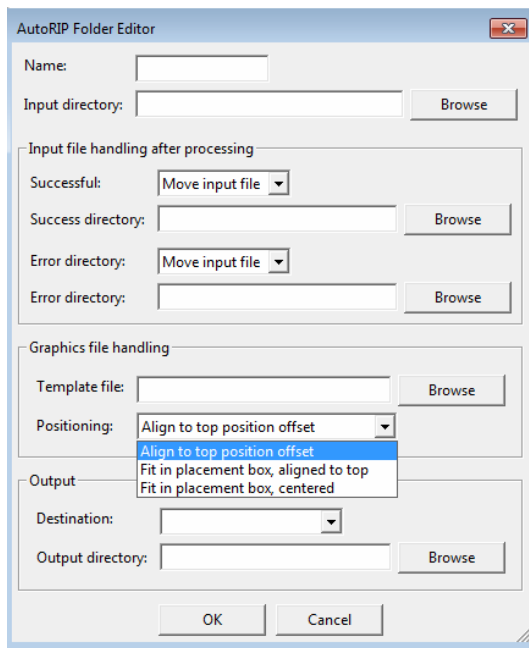 AutoRIP Folder Editor
Name:
Input directory: Browse
Input file handling after processing
Successful: Move input file
Success directory: Browse
Error directory: Move input file
Error directory: Browse
Graphics file handling
Template file: Browse
Positioning: Align to top position offset
Align to top position offset
Fit in placement box, aligned to top
Fit in placement box, centered
Output
Destination:
Output directory: Browse
OK Cancel